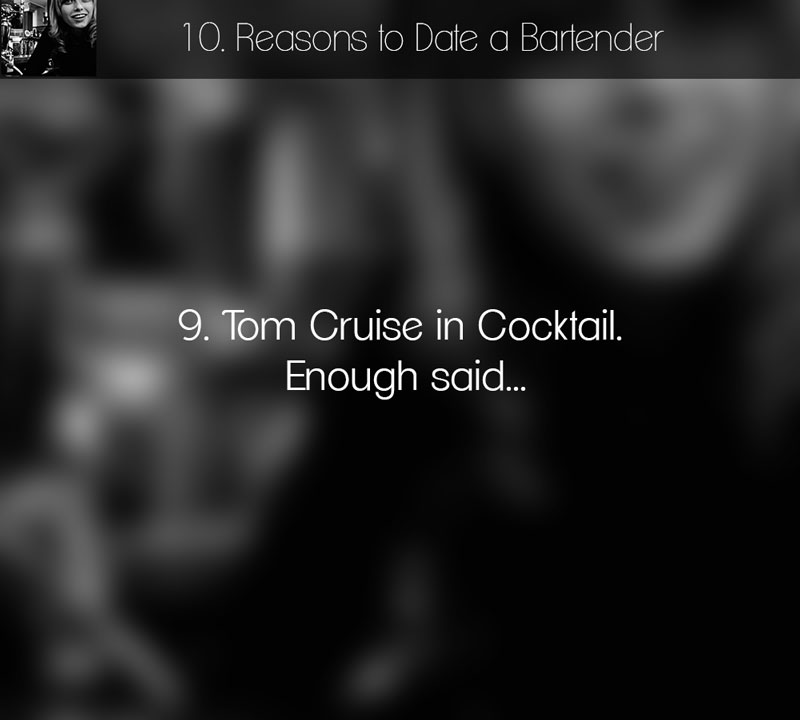 10. Reasons to Date a Bartender
9. Tom Cruise in Cocktail.
Enough said...